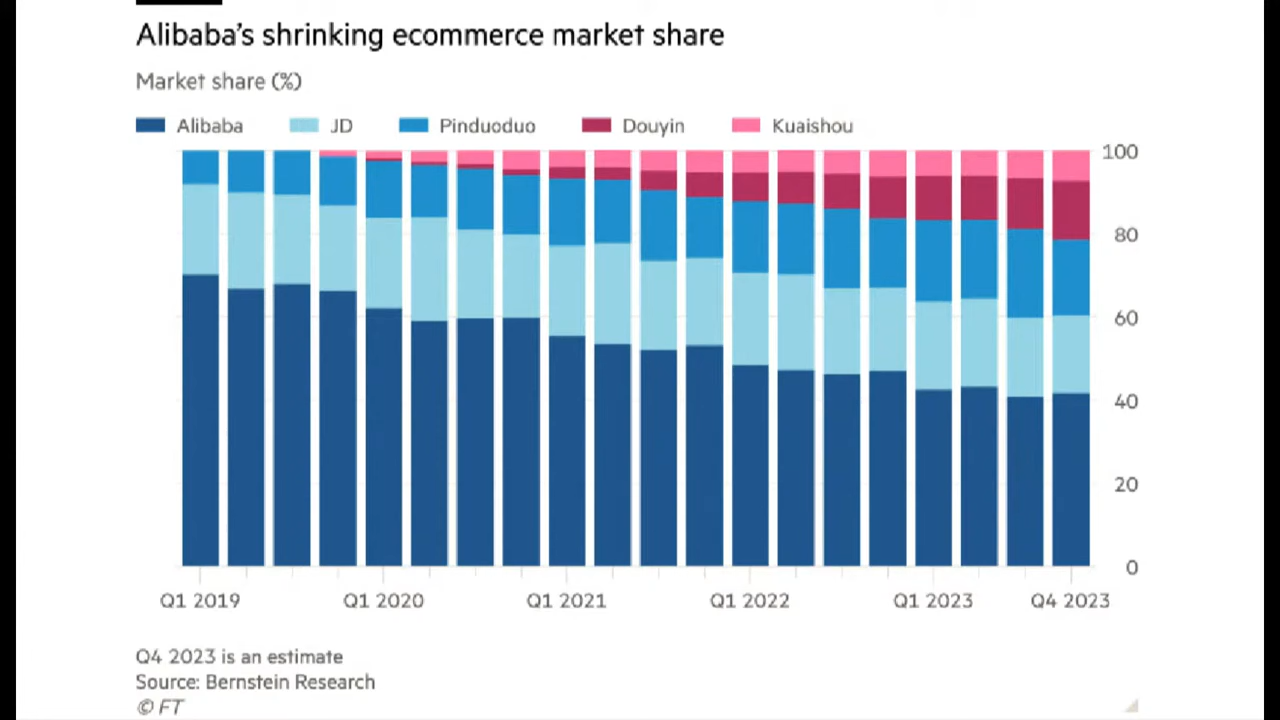 Alibaba's shrinking ecommerce market share
Market share (%)
Alibaba JD Pinduoduo Douyin Kuaishou
100
80
60
40
20
0
Q1 2019 Q1 2020 Q1 2021 Q1 2022 Q1 2023 Q4 2023
Q4 2023 is an estimate
Source: Bernstein Research
© FT